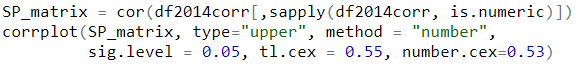 SP_matrix = cor(df2014corr[,sapply(df2014corr, is.numeric)])
corrplot(SP_matrix, type="upper", method = "number",
sig.level = 0.05, tl.cex = 0.55, number.cex=0.53)